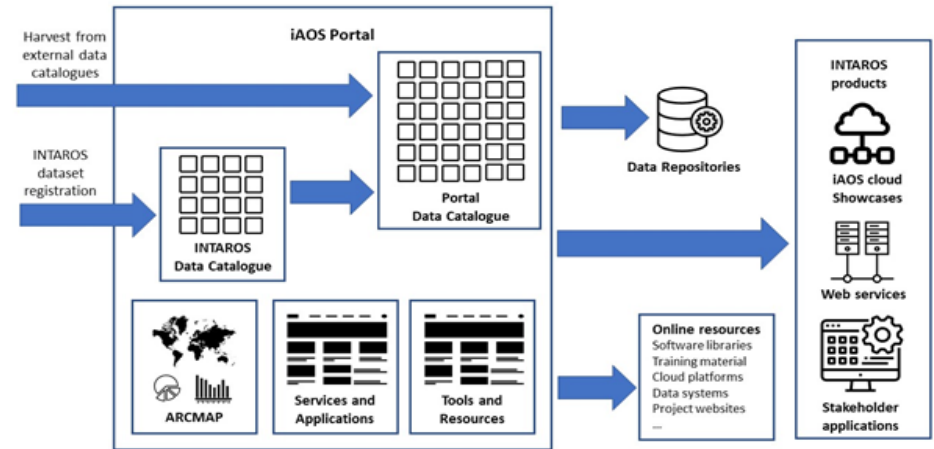 Harvest from
external data
catalogues
INTAROS
dataset
registration
iAOS Portal
INTAROS
Data Catalogue
Portal
Data Catalogue
ARCMAP
Services and
Applications
Tools and
Resources
Data Repositories
Online resources
Software libraries
Training material
Cloud platforms
Data systems
Project websites
...
INTAROS
products
iAOS cloud
Showcases
Web services
Stakeholder
applications